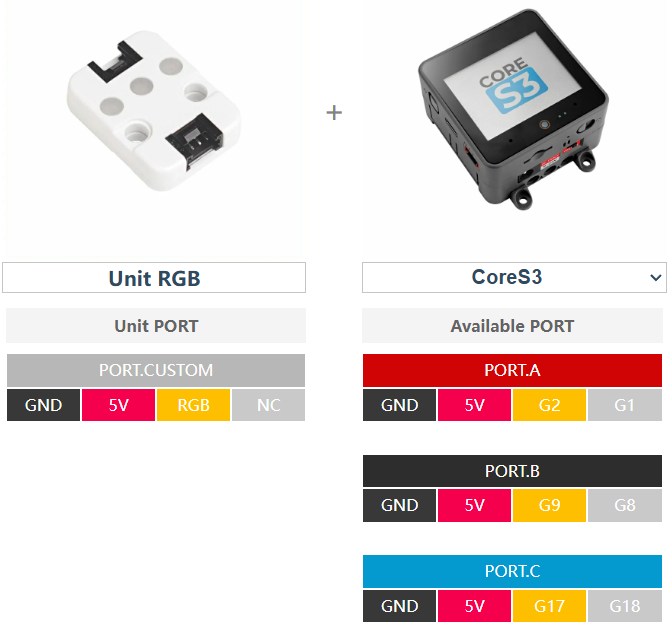 CORE
S3
+
Unit RGB
CoreS3
Unit PORT
Available PORT
PORT.CUSTOM
GND 5V RGB NC
PORT.A
GND 5V G2 G1
PORT.B
GND 5V G9 G8
PORT.C
GND 5V G17 G18